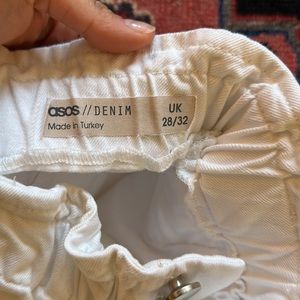 asos // DENIM
Made in Turkey
UK
28/32